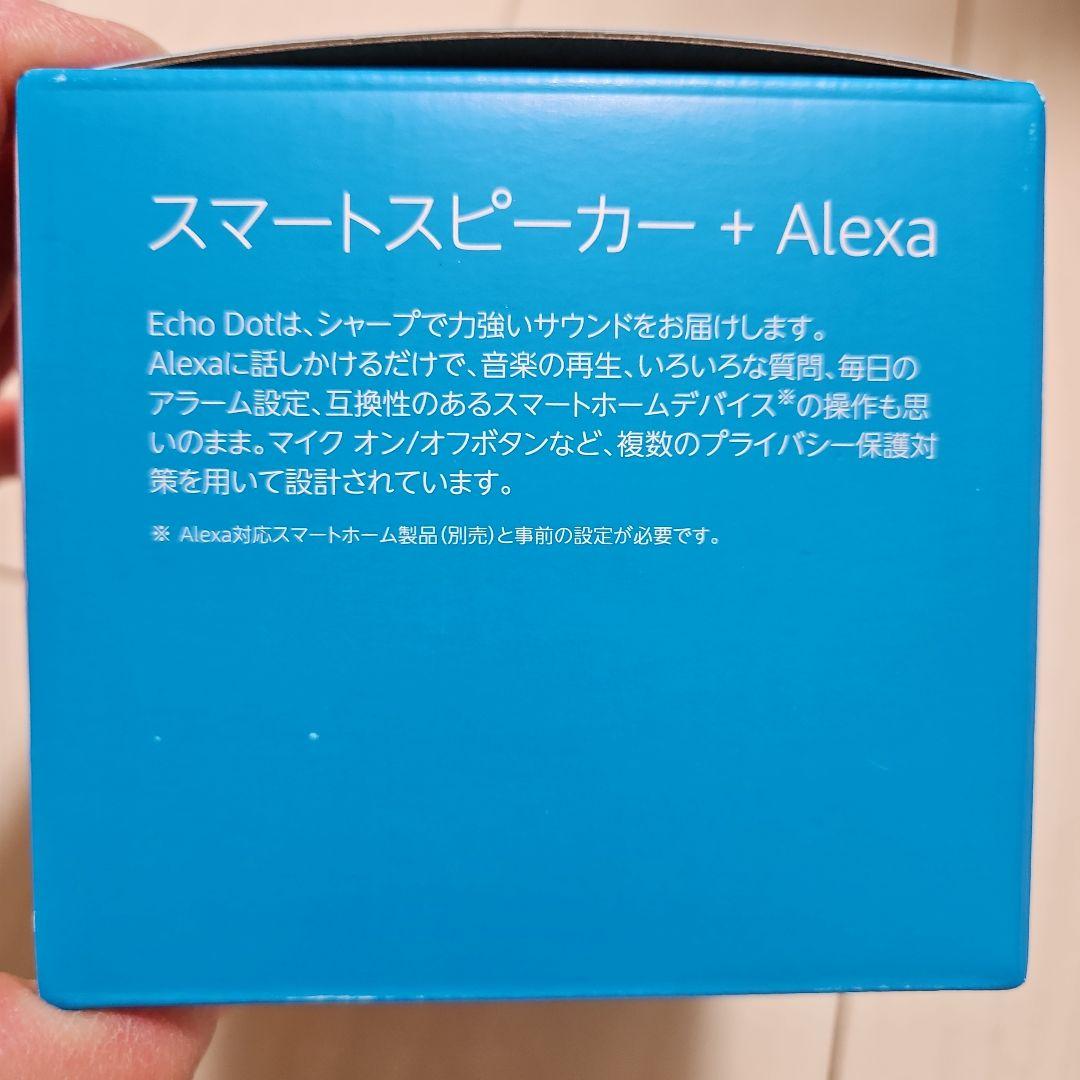 スマートスピーカー + Alexa
Echo Dotは、シャープで力強いサウンドをお届けします。
Alexaに話しかけるだけで、音楽の再生、いろいろな質問、毎日の
アラーム設定、互換性のあるスマートホームデバイス※の操作も思
いのまま。マイク オン/オフボタンなど、複数のプライバシー保護対
策を用いて設計されています。
※ Alexa対応スマートホーム製品(別売)と事前の設定が必要です。